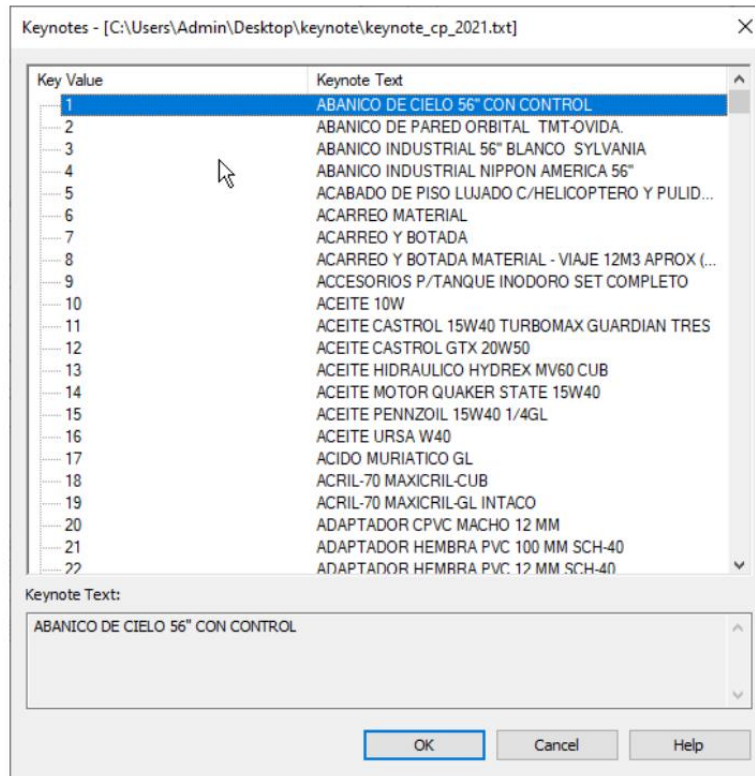 Keynotes - [C:\Users\Admin\Desktop\keynote\keynote_cp_2021.txt]
Key Value Keynote Text
1 ABANICO DE CIELO 56" CON CONTROL
2 ABANICO DE PARED ORBITAL  TMT-OVIDA.
3 ABANICO INDUSTRIAL 56" BLANCO  SYLVANIA
4 ABANICO INDUSTRIAL NIPPON AMERICA 56"
5 ACABADO DE PISO LUJADO C/HELICOPTERO Y PULID...
6 ACARREO MATERIAL
7 ACARREO Y BOTADA
8 ACARREO Y BOTADA MATERIAL - VIAJE 12M3 APROX (...
9 ACCESORIOS P/TANQUE INODORO SET COMPLETO
10 ACEITE 10W
11 ACEITE CASTROL 15W40 TURBOMAX GUARDIAN TRES
12 ACEITE CASTROL GTX 20W50
13 ACEITE HIDRAULICO HYDREX MV60 CUB
14 ACEITE MOTOR QUAKER STATE 15W40
15 ACEITE PENNZOIL 15W40 1/4GL
16 ACEITE URSA W40
17 ACIDO MURIATICO GL
18 ACRIL-70 MAXICRIL-CUB
19 ACRIL-70 MAXICRIL-GL INTACO
20 ADAPTADOR CPVC MACHO 12 MM
21 ADAPTADOR HEMBRA PVC 100 MM SCH-40
22 ADAPTADOR HEMBRA PVC 12 MM SCH-40
Keynote Text:
ABANICO DE CIELO 56" CON CONTROL
OK Cancel Help